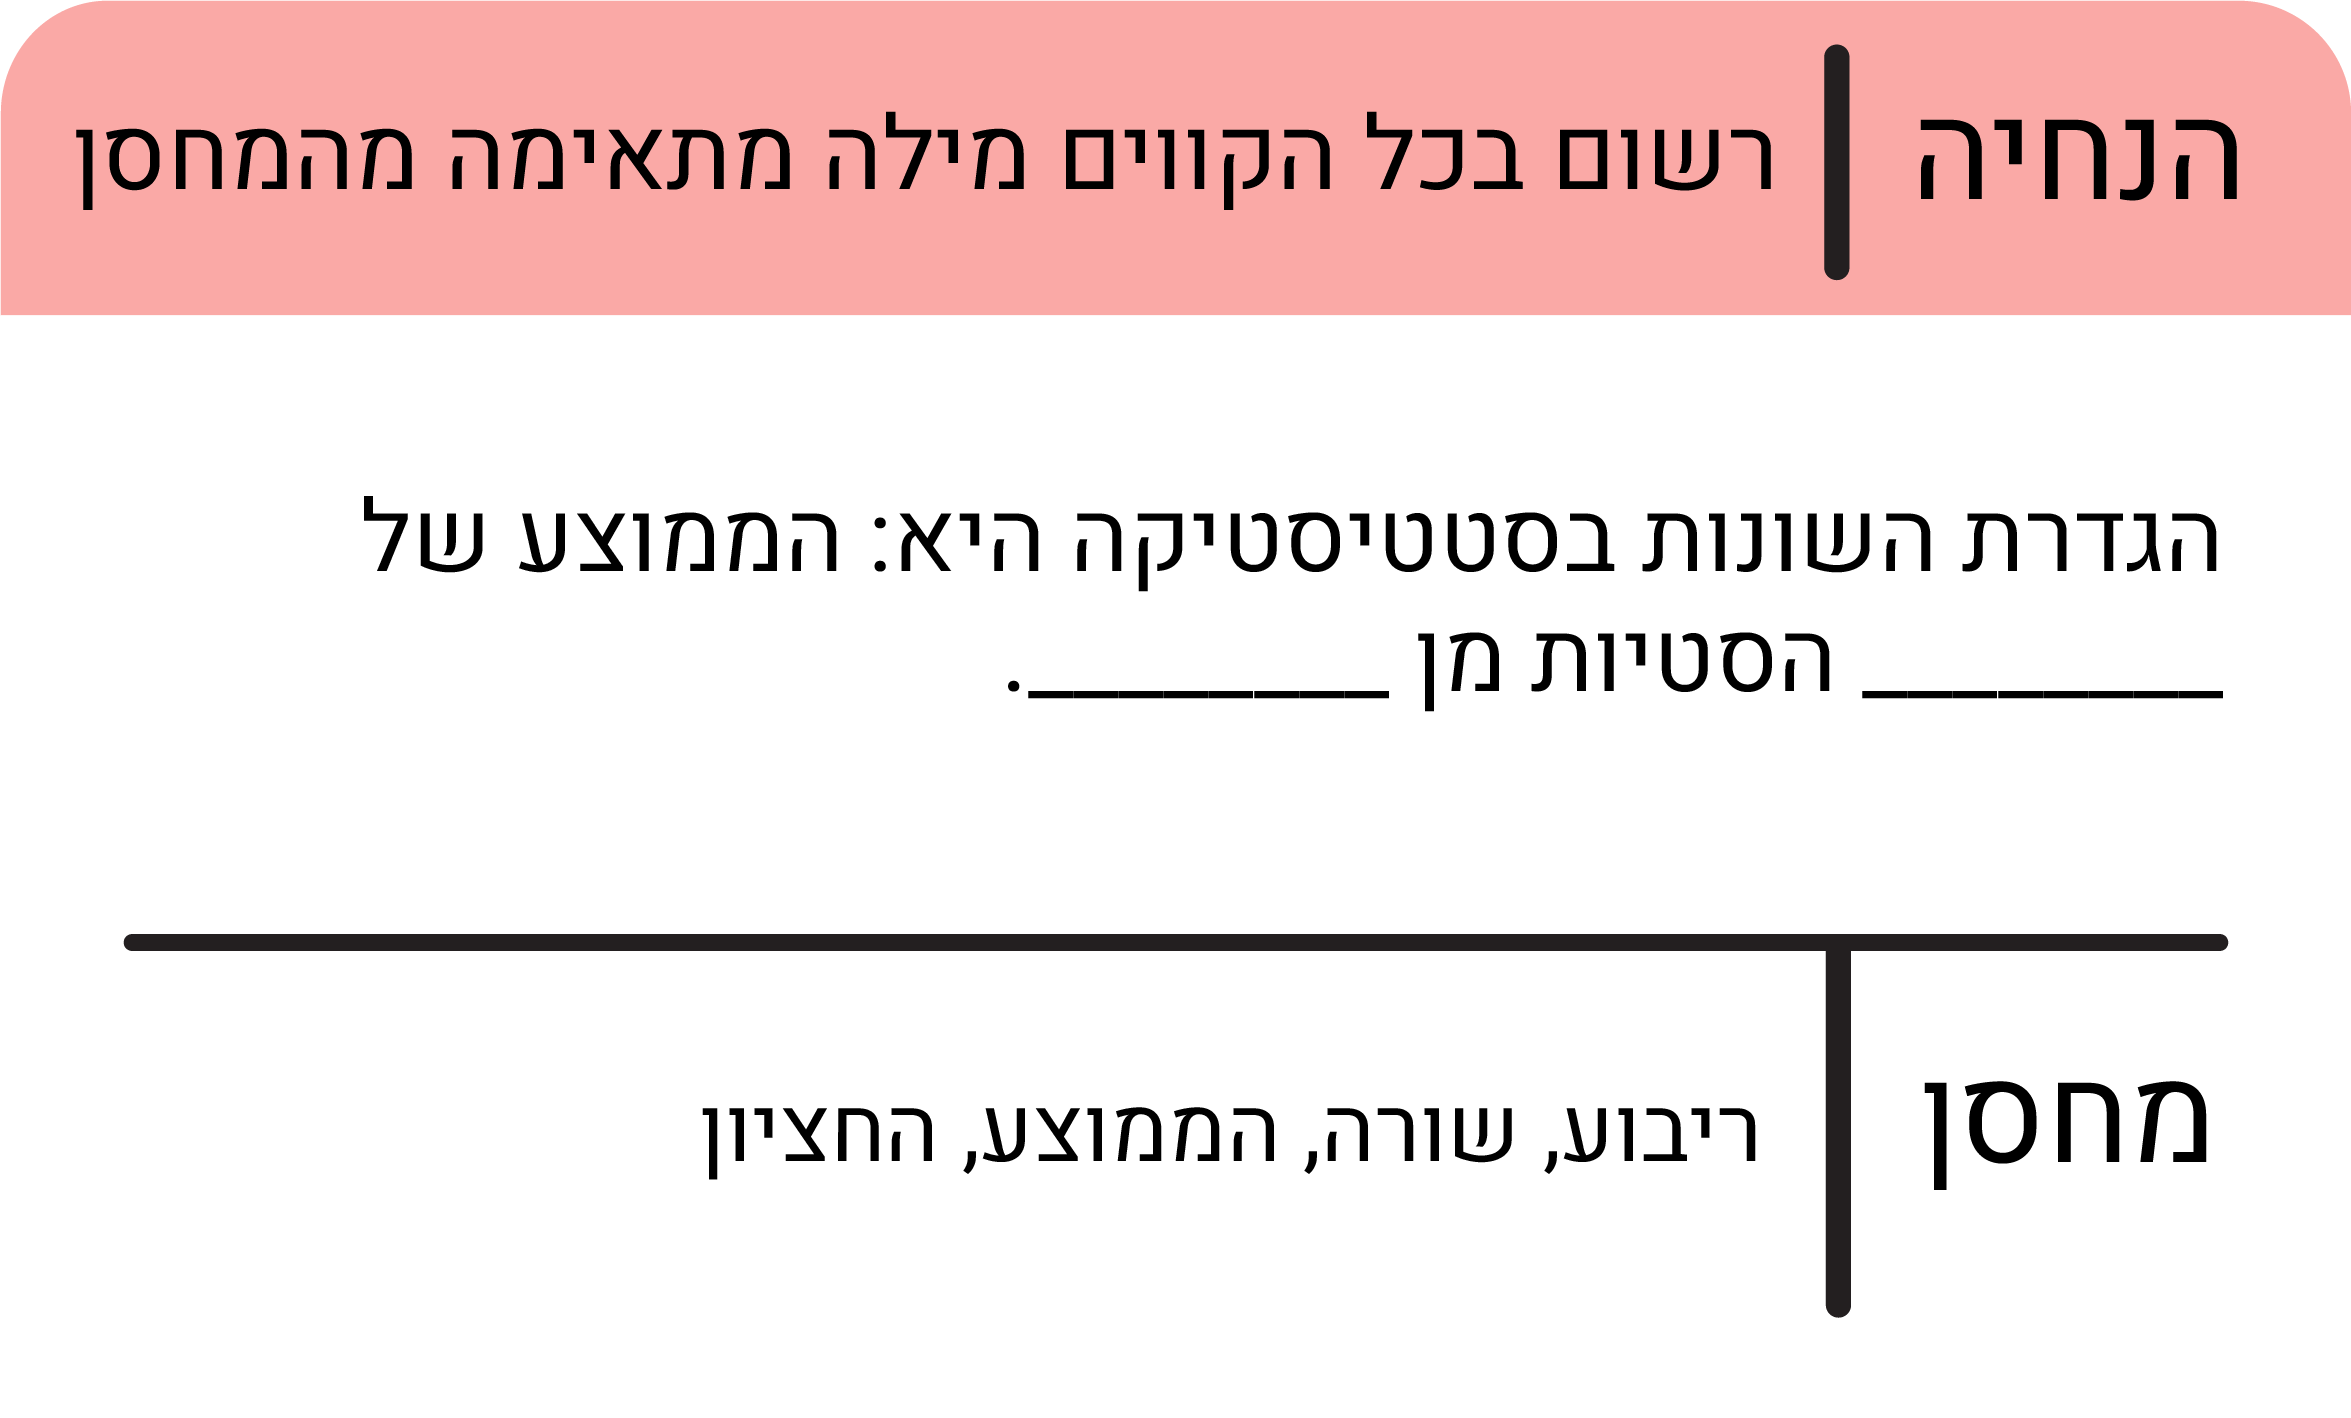 הנחיה
רשום בכל הקווים מילה מתאימה מהמחסן
הגדרת השונות בסטטיסטיקה היא: הממוצע של
________ הסטיות מן ________.
מחסן
ריבוע, שורה, הממוצע, החציון